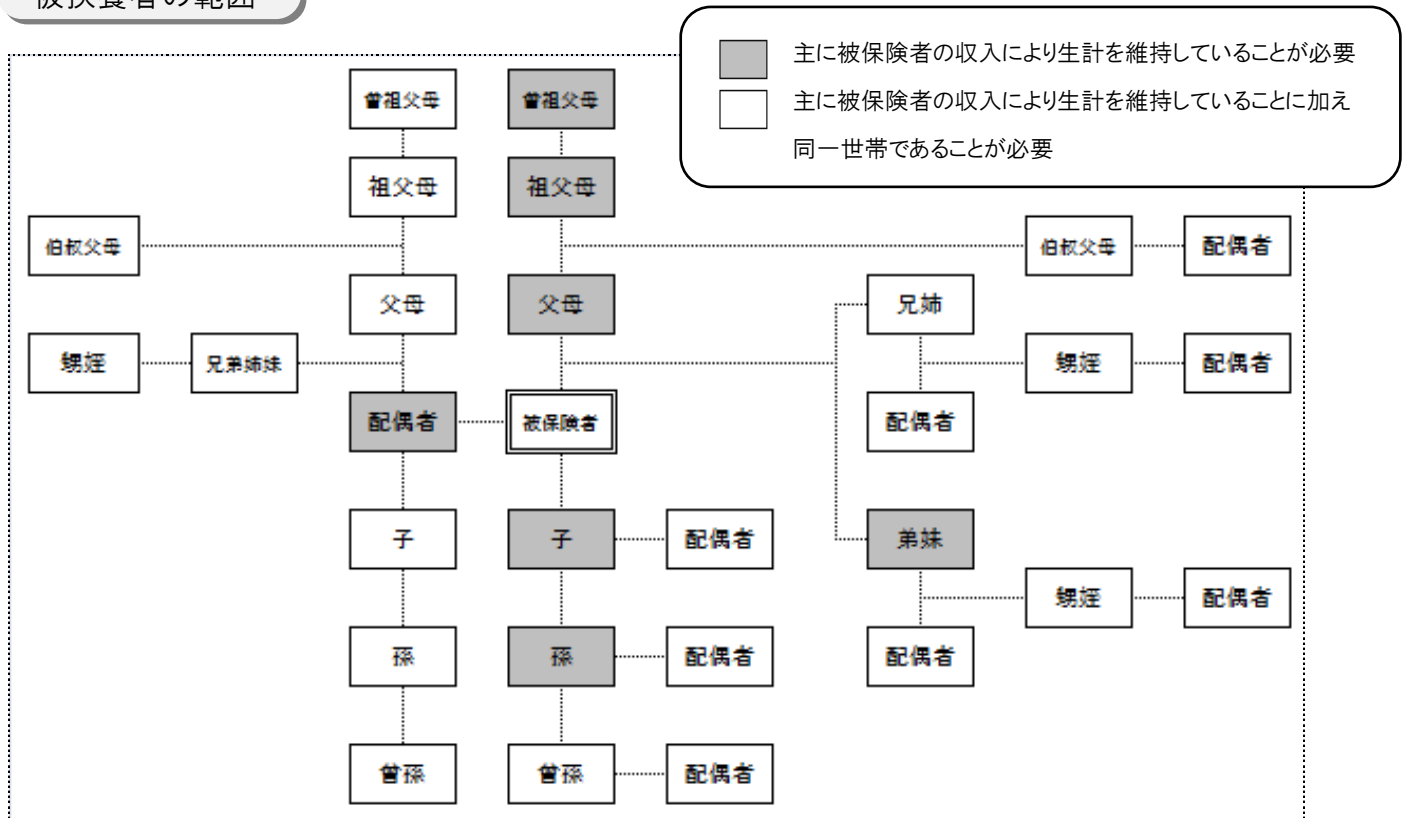 被扶養者の範囲
主に被保険者の収入により生計を維持していることが必要
主に被保険者の収入により生計を維持していることに加え
同一世帯であることが必要
曾祖父母 曾祖父母
祖父母 祖父母
伯叔父母 伯叔父母 配偶者
父母 父母 兄姉
甥姪 兄弟姉妹 甥姪 配偶者
配偶者 被保険者 配偶者
子 子 配偶者 弟妹
甥姪 配偶者
孫 孫 配偶者 配偶者
曾孫 曾孫 配偶者